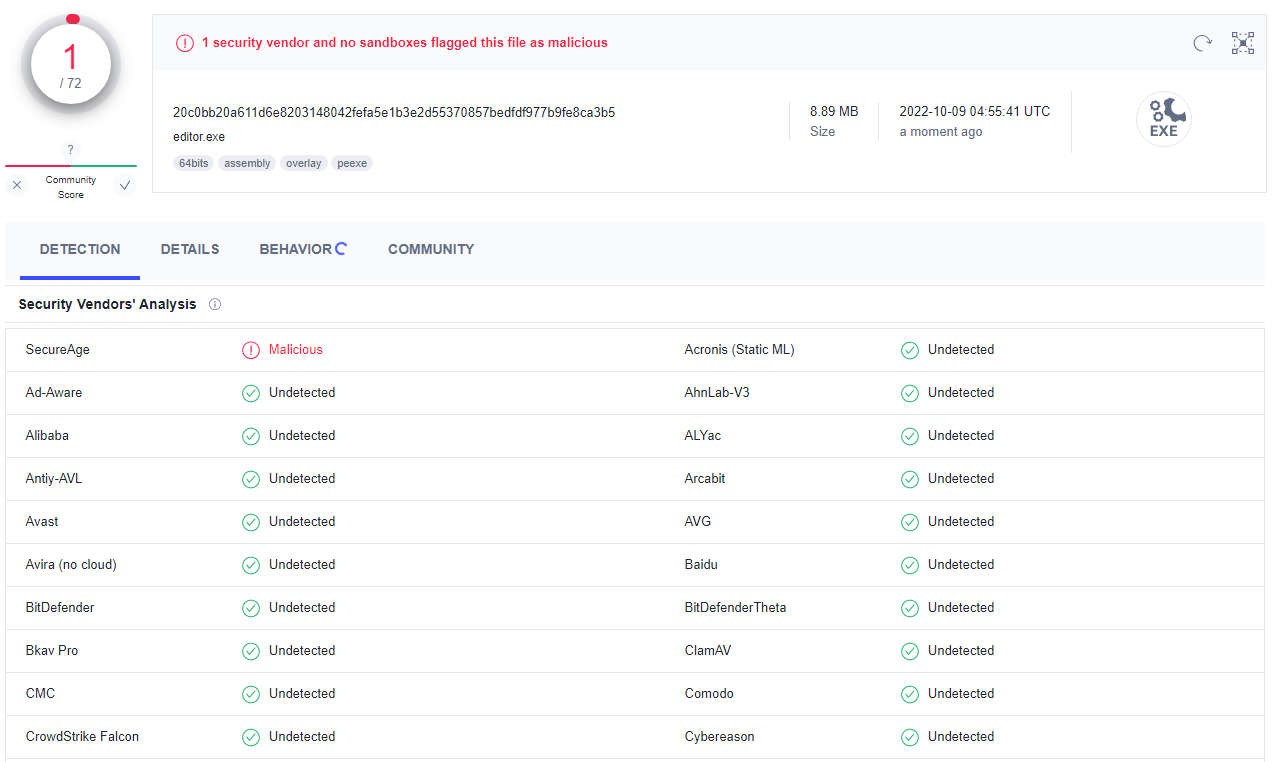 1
/ 72
?
Community
Score
1 security vendor and no sandboxes flagged this file as malicious
20c0bb20a611d6e8203148042fefa5e1b3e2d55370857bedfdf977b9fe8ca3b5
editor.exe
64bits assembly overlay peexe
8.89 MB
Size
2022-10-09 04:55:41 UTC
a moment ago
EXE
DETECTION DETAILS BEHAVIOR COMMUNITY
Security Vendors' Analysis
SecureAge Malicious Acronis (Static ML) Undetected
Ad-Aware Undetected AhnLab-V3 Undetected
Alibaba Undetected ALYac Undetected
Antiy-AVL Undetected Arcabit Undetected
Avast Undetected AVG Undetected
Avira (no cloud) Undetected Baidu Undetected
BitDefender Undetected BitDefenderTheta Undetected
Bkav Pro Undetected ClamAV Undetected
CMC Undetected Comodo Undetected
CrowdStrike Falcon Undetected Cybereason Undetected